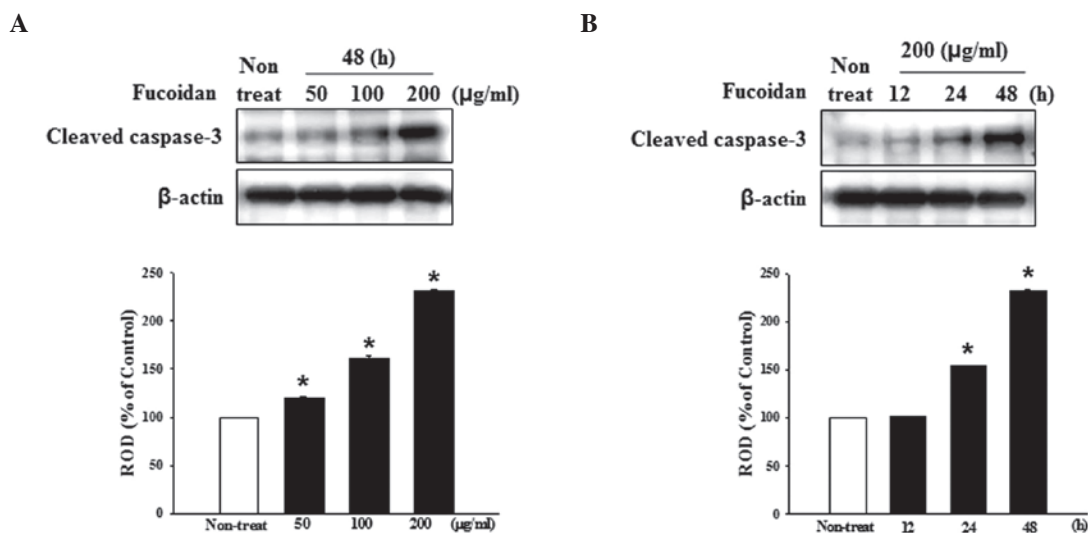 A
48 (h)
Non
treat
Fucoidan 50 100 200 (μg/ml)
Cleaved caspase-3
β-actin
ROD (% of Control)
250
200
150
100
50
0
* * *
Non-treat 50 100 200 (μg/ml)
B
200 (μg/ml)
Non
treat
Fucoidan 12 24 48 (h)
Cleaved caspase-3
β-actin
ROD (% of Control)
250
200
150
100
50
0
* *
Non-treat 12 24 48 (h)